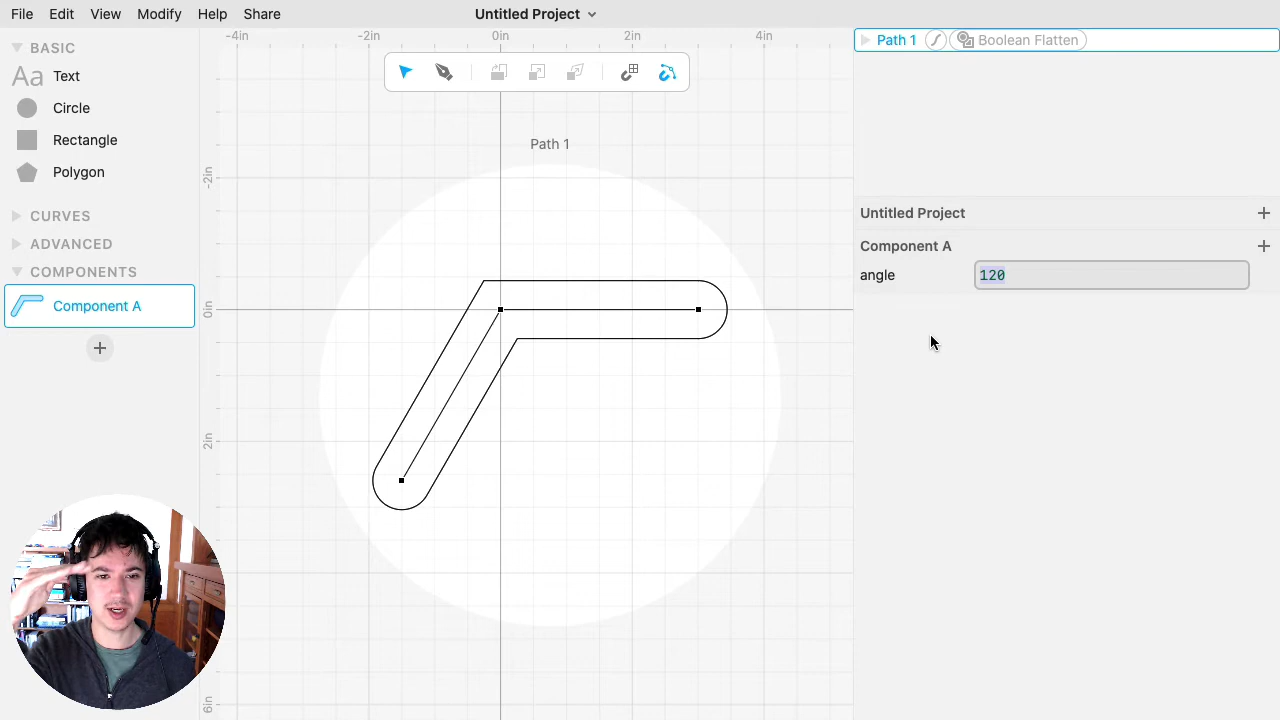 File Edit View Modify Help Share
Untitled Project
BASIC
Aa Text
Circle
Rectangle
Polygon
CURVES
ADVANCED
COMPONENTS
Component A
-4in -2in 0in 2in 4in
-2in
0in
2in
6in
Path 1
Path 1 Boolean Flatten
Untitled Project
Component A
angle 120